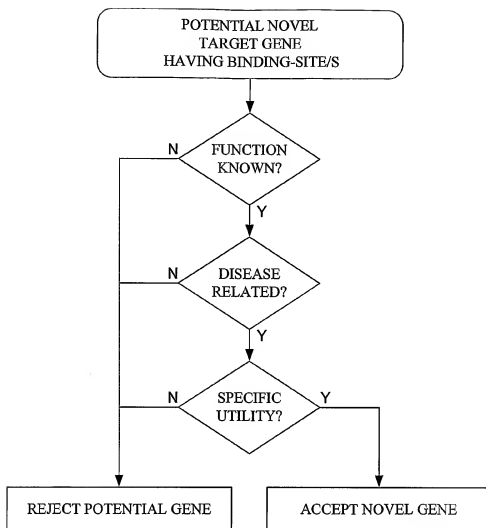 POTENTIAL NOVEL
TARGET GENE
HAVING BINDING-SITE/S
N
FUNCTION
KNOWN?
Y
N
DISEASE
RELATED?
Y
N
SPECIFIC
UTILITY?
Y
REJECT POTENTIAL GENE
ACCEPT NOVEL GENE